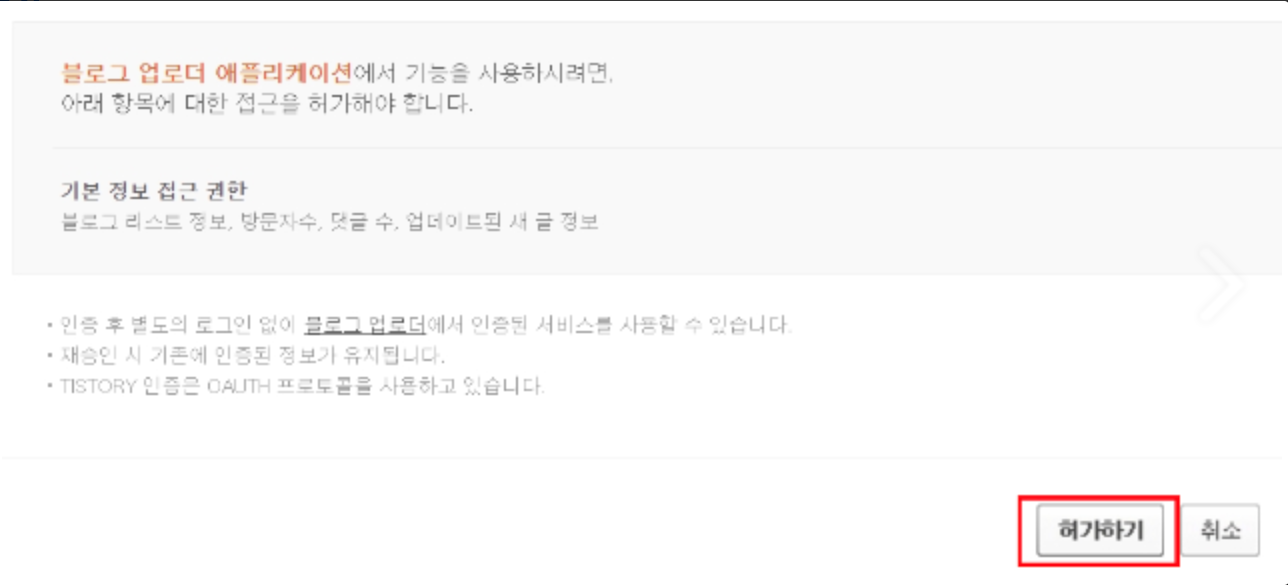 블로그 업로더 애플리케이션에서 기능을 사용하시려면,
아래 항목에 대한 접근을 허가해야 합니다.
기본 정보 접근 권한
블로그 리스트 정보, 방문자수, 댓글 수, 업데이트된 새 글 정보
• 인증 후 별도의 로그인 없이 블로그 업로더에서 인증된 서비스를 사용할 수 있습니다.
• 재승인 시 기존에 인증된 정보가 유지됩니다.
• TISTORY 인증은 OAUTH 프로토콜을 사용하고 있습니다.
허가하기 취소